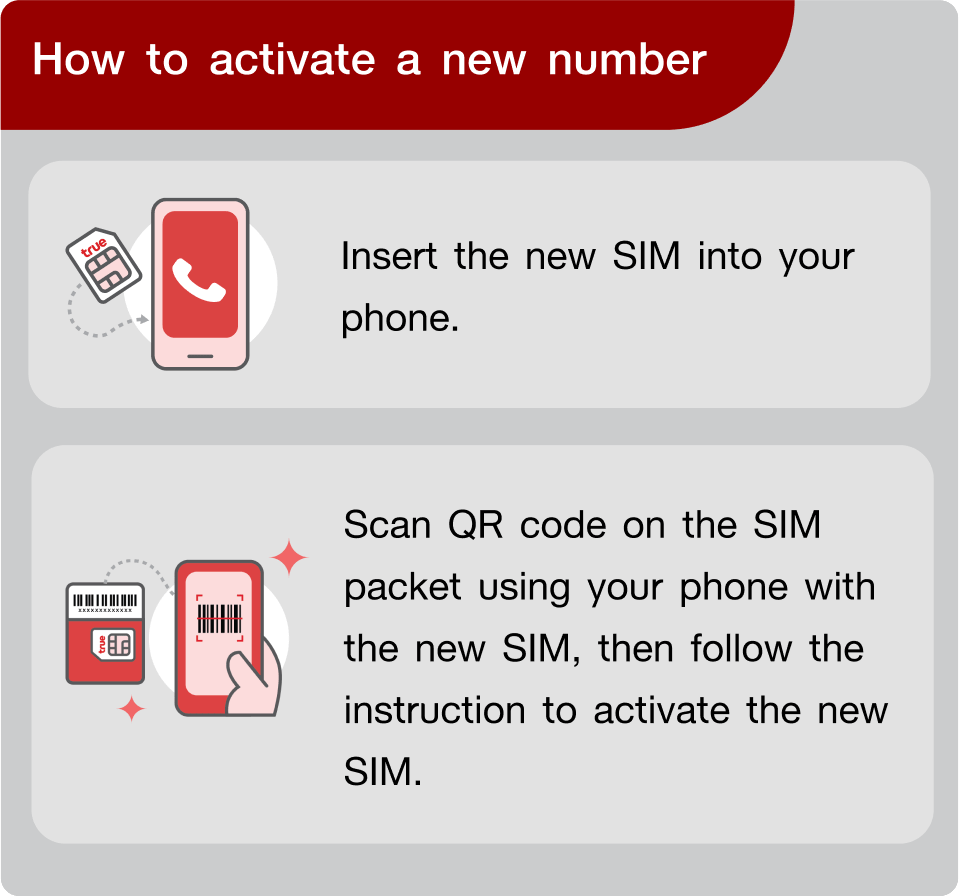 How to activate a new number
true
Insert the new SIM into your
phone.
Scan QR code on the SIM
packet using your phone with
the new SIM, then follow the
instruction to activate the new
SIM.
xxxxxxxxxxxxx
true